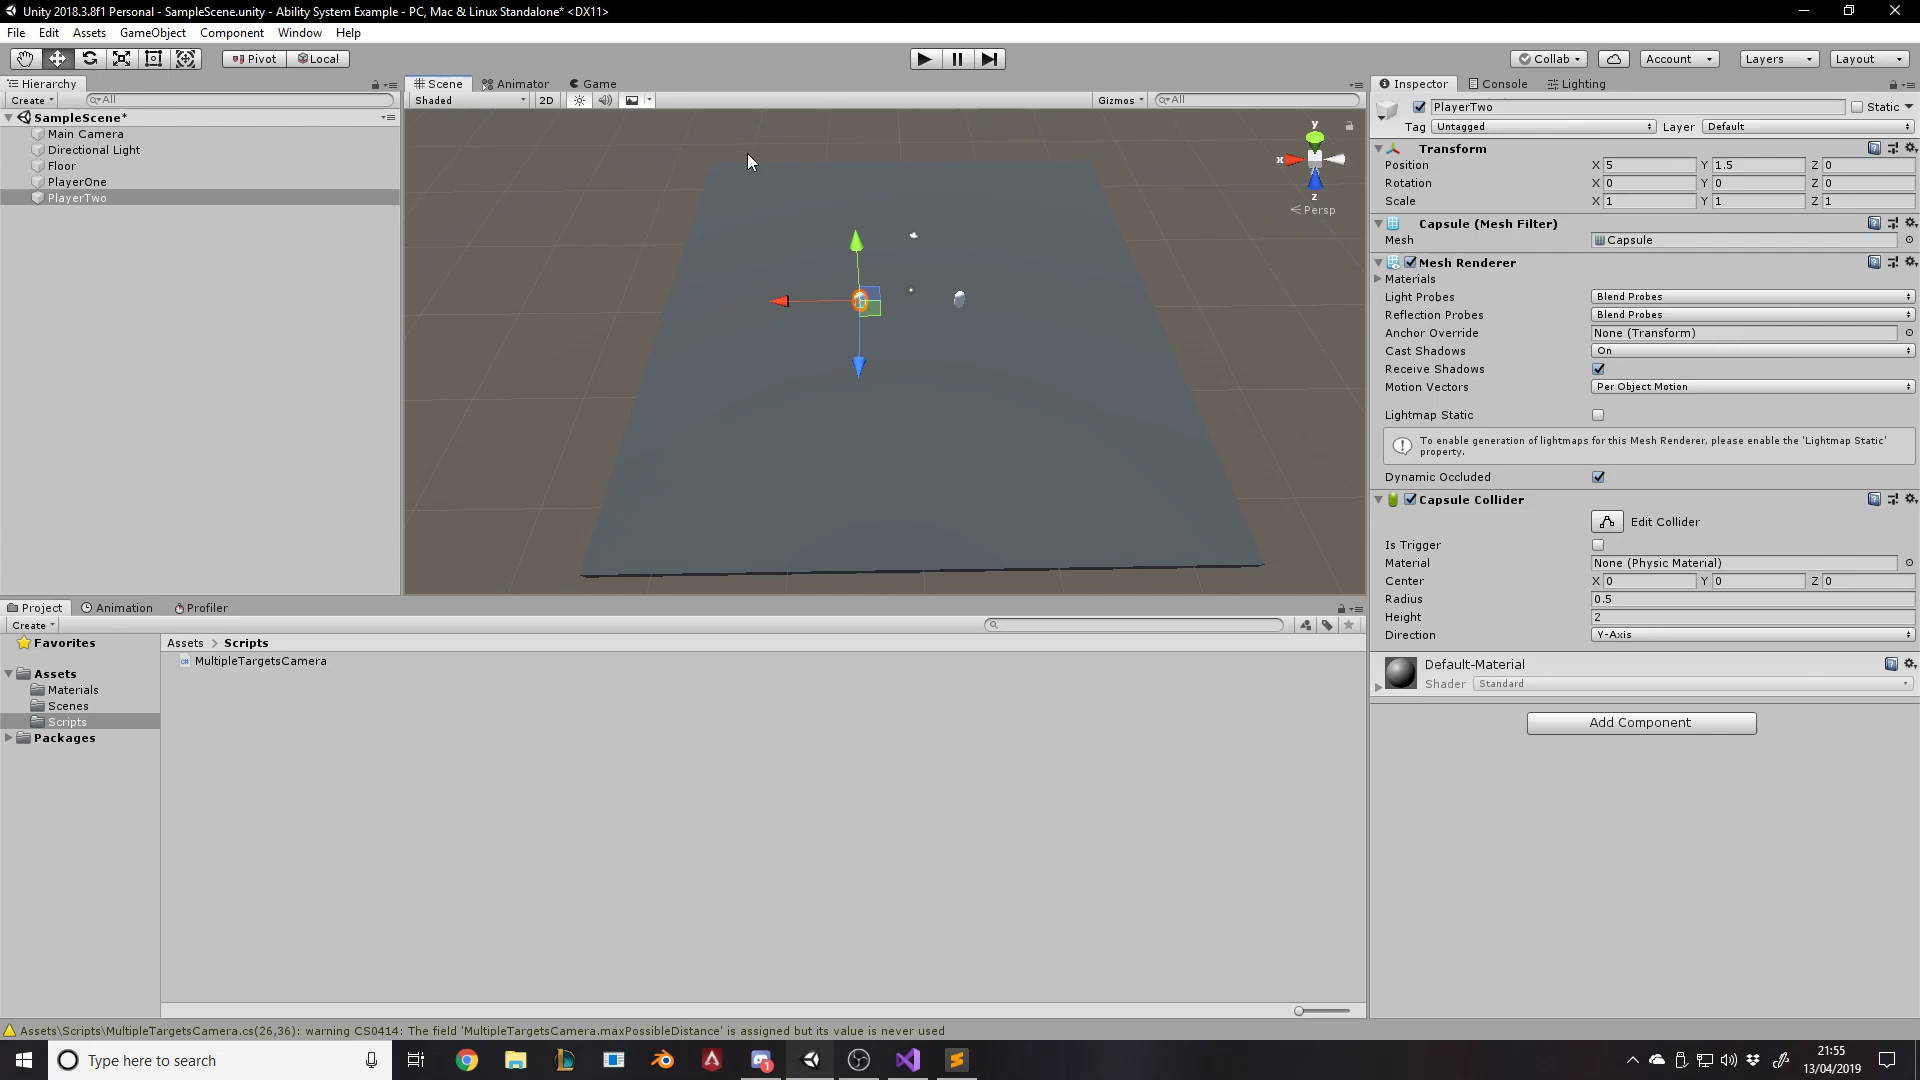 Unity 2018.3.8f1 Personal - SampleScene.unity - Ability System Example - PC, Mac & Linux Standalone* <DX11>
File Edit Assets GameObject Component Window Help
Pivot Local Collab Account Layers Layout
Hierarchy Scene Animator Game Inspector Console Lighting
Create All Shaded 2D Gizmos All
PlayerTwo Static
SampleScene*
Main Camera
Directional Light
Floor
PlayerOne
PlayerTwo
y
x
z
Persp
Tag Untagged Layer Default
Transform
Position X 5 Y 1.5 Z 0
Rotation X 0 Y 0 Z 0
Scale X 1 Y 1 Z 1
Capsule (Mesh Filter)
Mesh Capsule
Mesh Renderer
Materials
Light Probes Blend Probes
Reflection Probes Blend Probes
Anchor Override None (Transform)
Cast Shadows On
Receive Shadows
Motion Vectors Per Object Motion
Lightmap Static
To enable generation of lightmaps for this Mesh Renderer, please enable the 'Lightmap Static'
property.
Dynamic Occluded
Capsule Collider
Edit Collider
Is Trigger
Material None (Physic Material)
Center X 0 Y 0 Z 0
Radius 0.5
Height 2
Direction Y-Axis
Default-Material
Shader Standard
Add Component
Project Animation Profiler
Create
Favorites
Assets
Materials
Scenes
Scripts
Packages
Assets > Scripts
MultipleTargetsCamera
Assets\Scripts\MultipleTargetsCamera.cs(26,36): warning CS0414: The field 'MultipleTargetsCamera.maxPossibleDistance' is assigned but its value is never used
Type here to search
21:55
13/04/2019